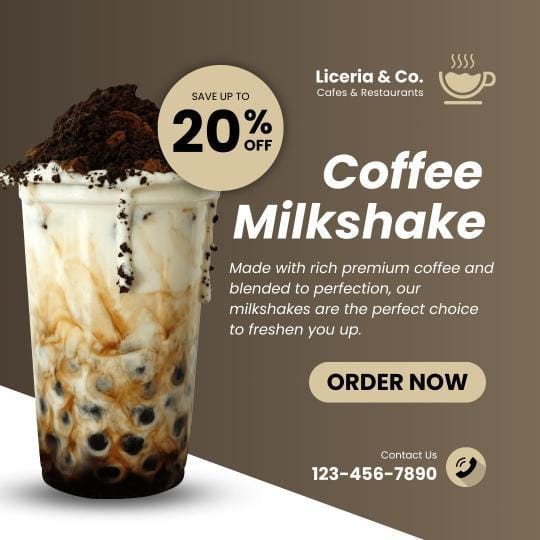 Liceria & Co.
Cafes & Restaurants
SAVE UP TO
20% OFF
Coffee
Milkshake
Made with rich premium coffee and
blended to perfection, our
milkshakes are the perfect choice
to freshen you up.
ORDER NOW
Contact Us
123-456-7890